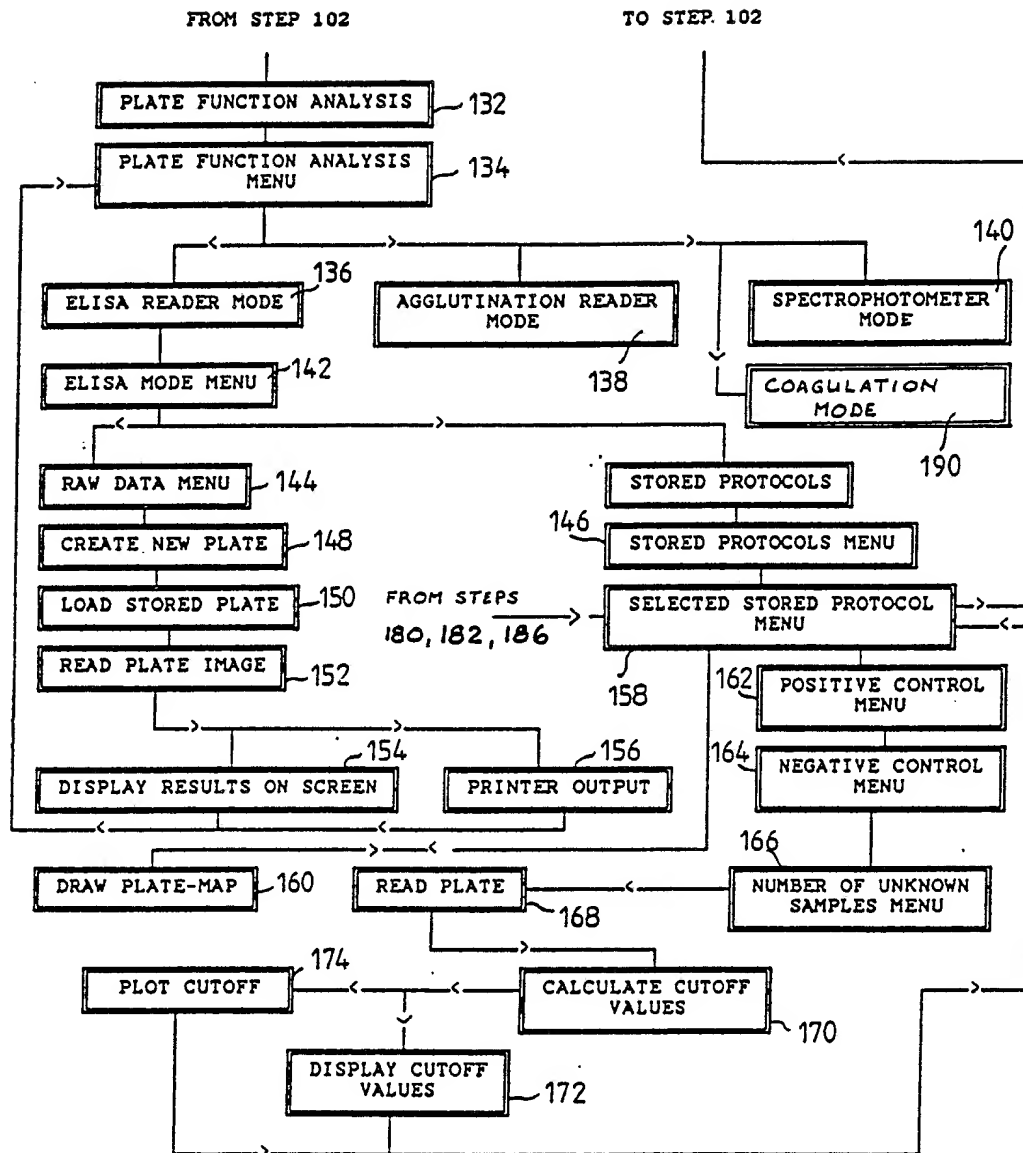 FROM STEP 102
TO STEP. 102
PLATE FUNCTION ANALYSIS
132
PLATE FUNCTION ANALYSIS
MENU
134
ELISA READER MODE
136
AGGLUTINATION READER
MODE
138
SPECTROPHOTOMETER
MODE
140
ELISA MODE MENU
142
COAGULATION
MODE
190
RAW DATA MENU
144
STORED PROTOCOLS
CREATE NEW PLATE
148
146
STORED PROTOCOLS MENU
LOAD STORED PLATE
150
FROM STEPS
180, 182, 186
SELECTED STORED PROTOCOL
MENU
158
READ PLATE IMAGE
152
162
POSITIVE CONTROL
MENU
154
DISPLAY RESULTS ON SCREEN
156
PRINTER OUTPUT
164
NEGATIVE CONTROL
MENU
DRAW PLATE-MAP
160
READ PLATE
168
166
NUMBER OF UNKNOWN
SAMPLES MENU
174
PLOT CUTOFF
CALCULATE CUTOFF
VALUES
170
DISPLAY CUTOFF
VALUES
172